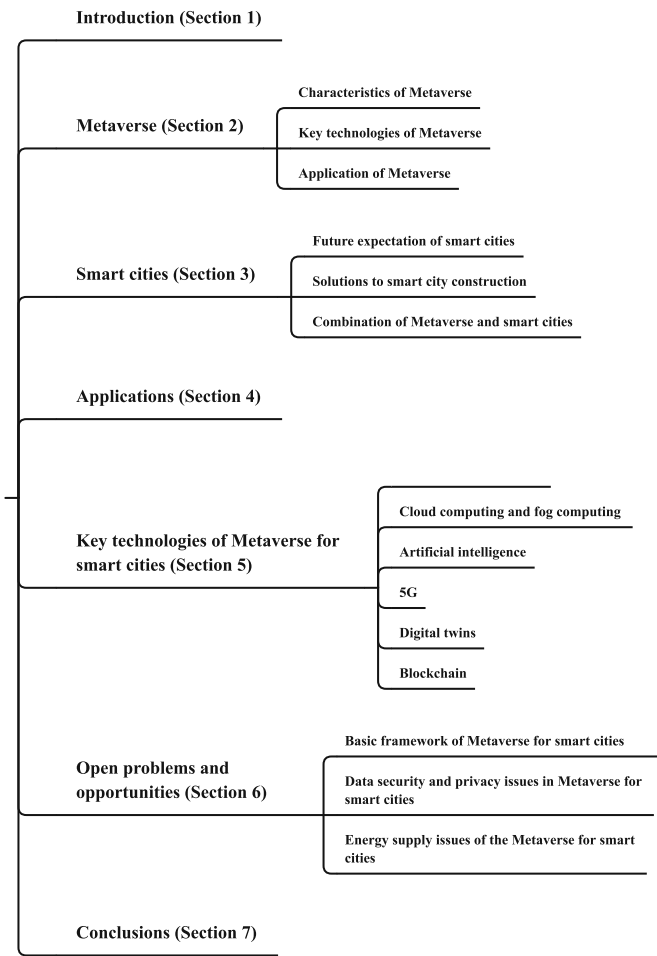 Introduction (Section 1)
Characteristics of Metaverse
Metaverse (Section 2)
Key technologies of Metaverse
Application of Metaverse
Future expectation of smart cities
Smart cities (Section 3)
Solutions to smart city construction
Combination of Metaverse and smart cities
Applications (Section 4)
Key technologies of Metaverse for
smart cities (Section 5)
Cloud computing and fog computing
Artificial intelligence
5G
Digital twins
Blockchain
Open problems and
opportunities (Section 6)
Basic framework of Metaverse for smart cities
Data security and privacy issues in Metaverse for
smart cities
Energy supply issues of the Metaverse for smart
cities
Conclusions (Section 7)